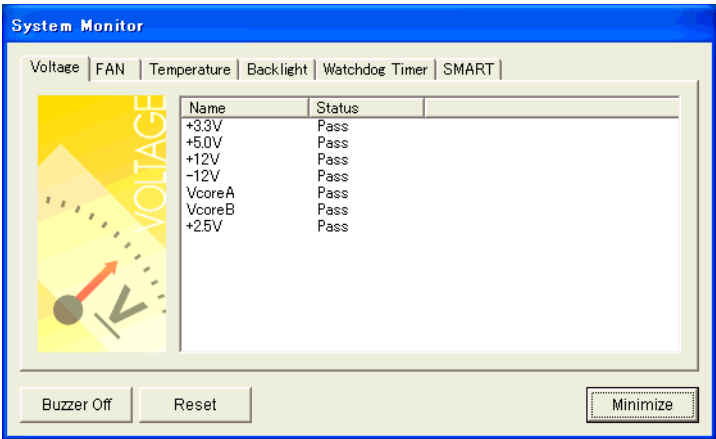 System Monitor
Voltage FAN Temperature Backlight Watchdog Timer SMART
VOLTAGE
V
Name Status
+3.3V Pass
+5.0V Pass
+12V Pass
-12V Pass
VcoreA Pass
VcoreB Pass
+2.5V Pass
Buzzer Off Reset Minimize